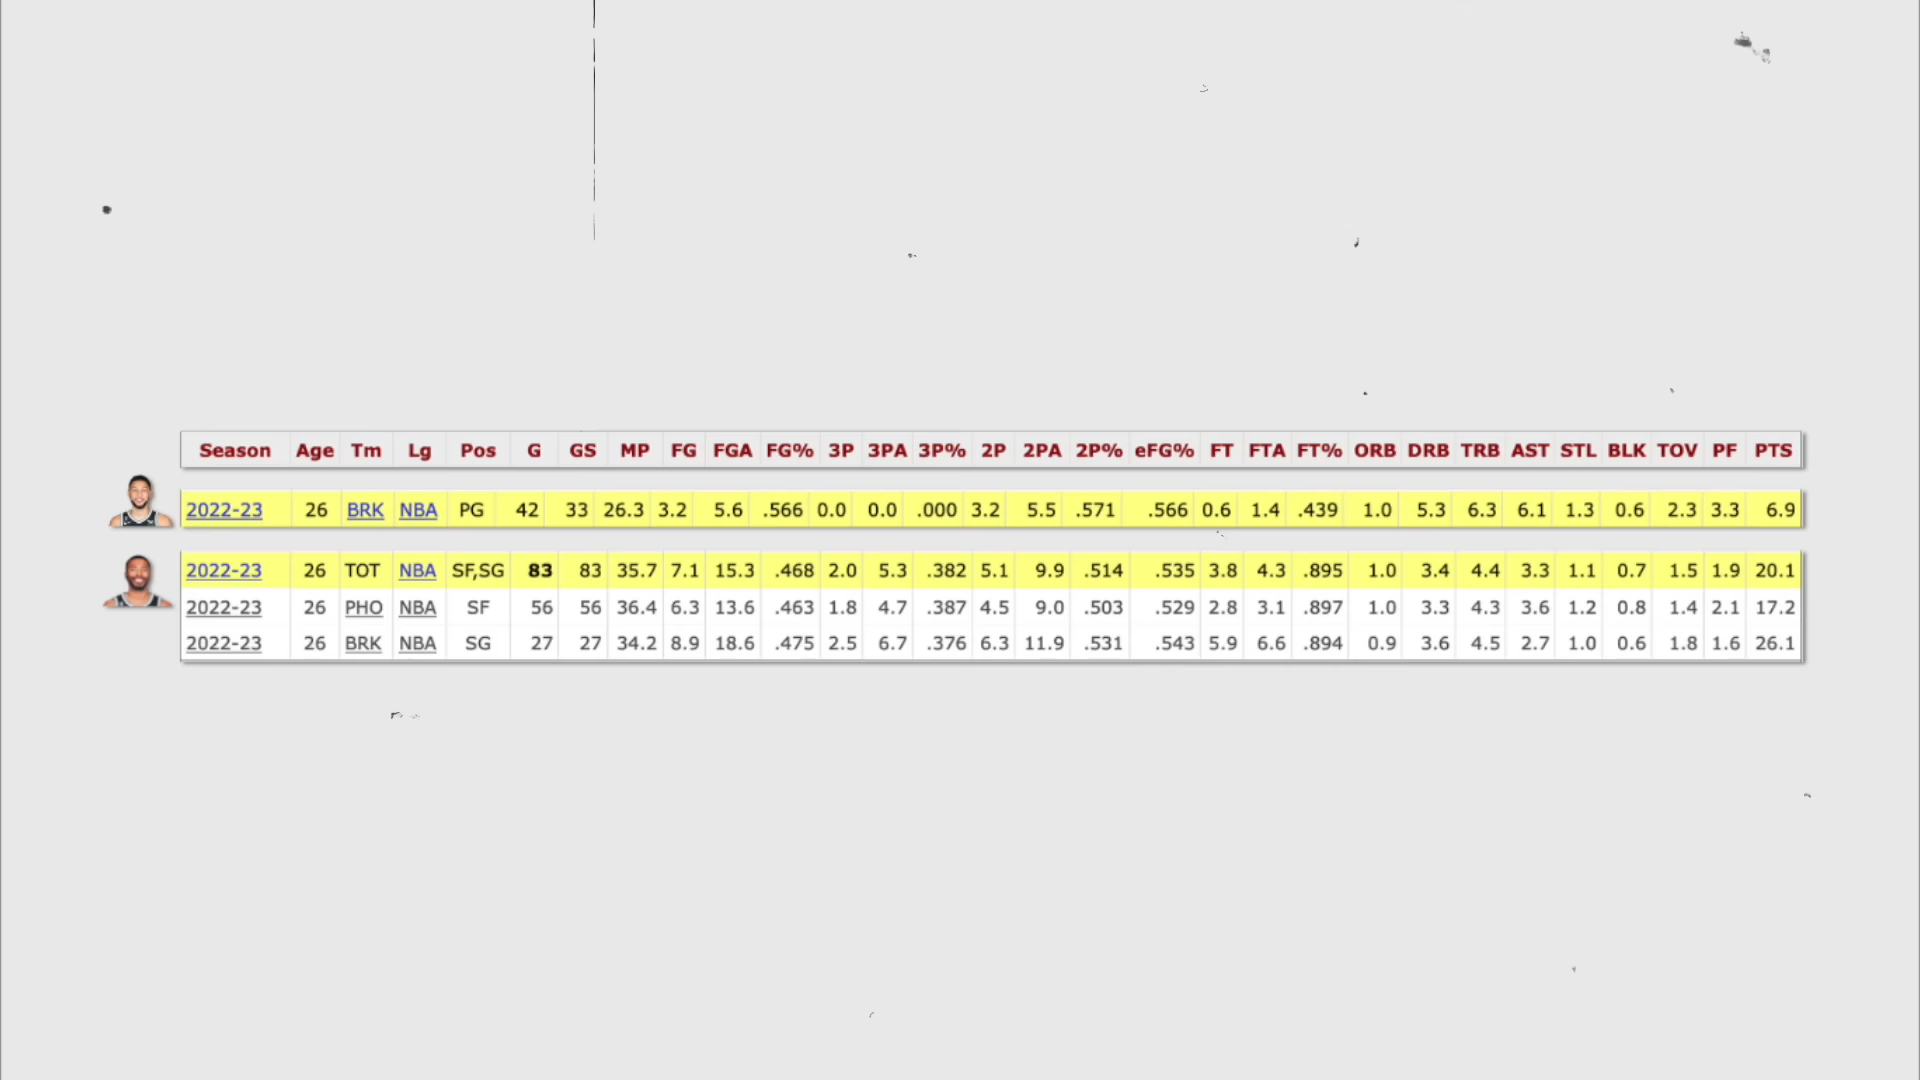 Season Age Tm Lg Pos G GS MP FG FGA FG% 3P 3PA 3P% 2P 2PA 2P% eFG% FT FTA FT% ORB DRB TRB AST STL BLK TOV PF PTS
2022-23 26 BRK NBA PG 42 33 26.3 3.2 5.6 .566 0.0 0.0 .000 3.2 5.5 .571 .566 0.6 1.4 .439 1.0 5.3 6.3 6.1 1.3 0.6 2.3 3.3 6.9
2022-23 26 TOT NBA SF,SG 83 83 35.7 7.1 15.3 .468 2.0 5.3 .382 5.1 9.9 .514 .535 3.8 4.3 .895 1.0 3.4 4.4 3.3 1.1 0.7 1.5 1.9 20.1
2022-23 26 PHO NBA SF 56 56 36.4 6.3 13.6 .463 1.8 4.7 .387 4.5 9.0 .503 .529 2.8 3.1 .897 1.0 3.3 4.3 3.6 1.2 0.8 1.4 2.1 17.2
2022-23 26 BRK NBA SG 27 27 34.2 8.9 18.6 .475 2.5 6.7 .376 6.3 11.9 .531 .543 5.9 6.6 .894 0.9 3.6 4.5 2.7 1.0 0.6 1.8 1.6 26.1